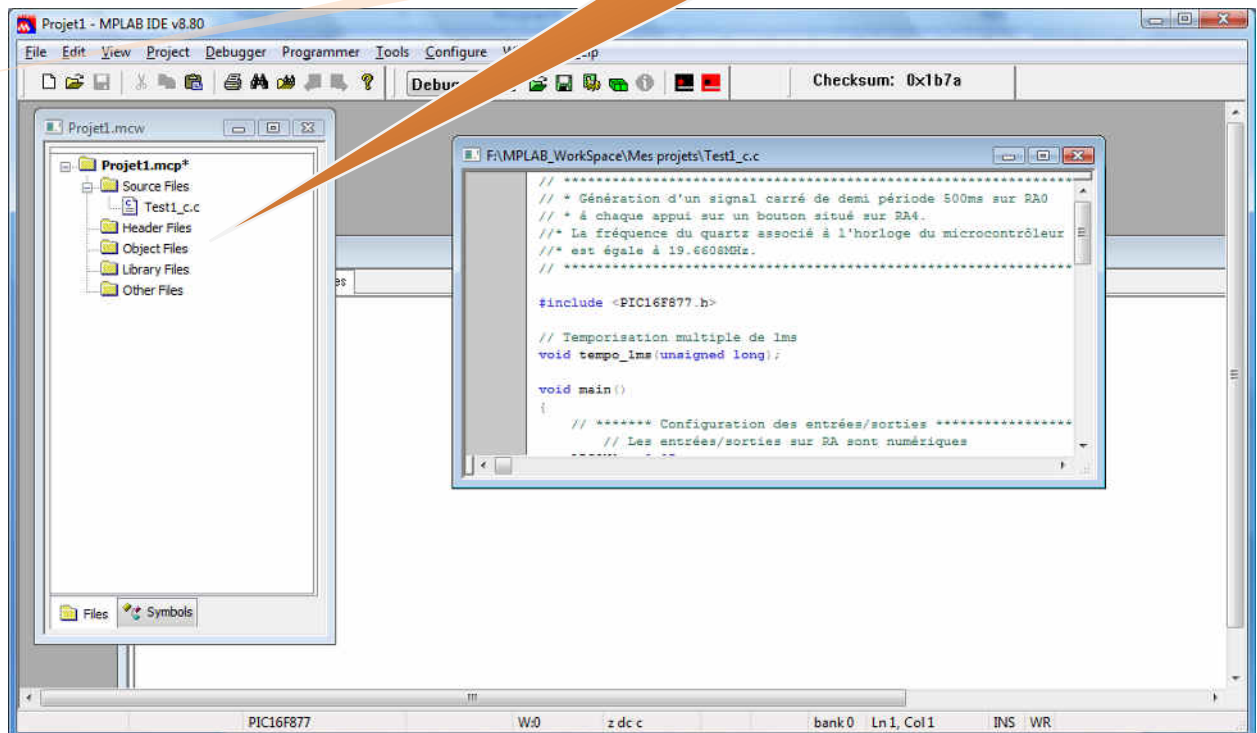 Projet1 - MPLAB IDE v8.80
File Edit View Project Debugger Programmer Tools Configure
Checksum: 0x1b7a
Projet1.mcw
Projet1.mcp*
Source Files
Test1_c.c
Header Files
Object Files
Library Files
Other Files
Files Symbols
F:\MPLAB_WorkSpace\Mes projets\Test1_c.c
// ****************************************************************
// * Génération d'un signal carré de demi période 500ms sur RA0
// * á chaque appui sur un bouton situé sur RA4.
//* La fréquence du quartz associé à l'horloge du microcontrôleur
//* est égale à 19.6608MHz.
// ****************************************************************
#include <PIC16F877.h>
// Temporisation multiple de 1ms
void tempo_1ms(unsigned long);
void main()
{
// ******* Configuration des entrées/sorties *****************
// Les entrées/sorties sur RA sont numériques
PIC16F877 W:0 z dc c bank 0 Ln 1, Col 1 INS WR